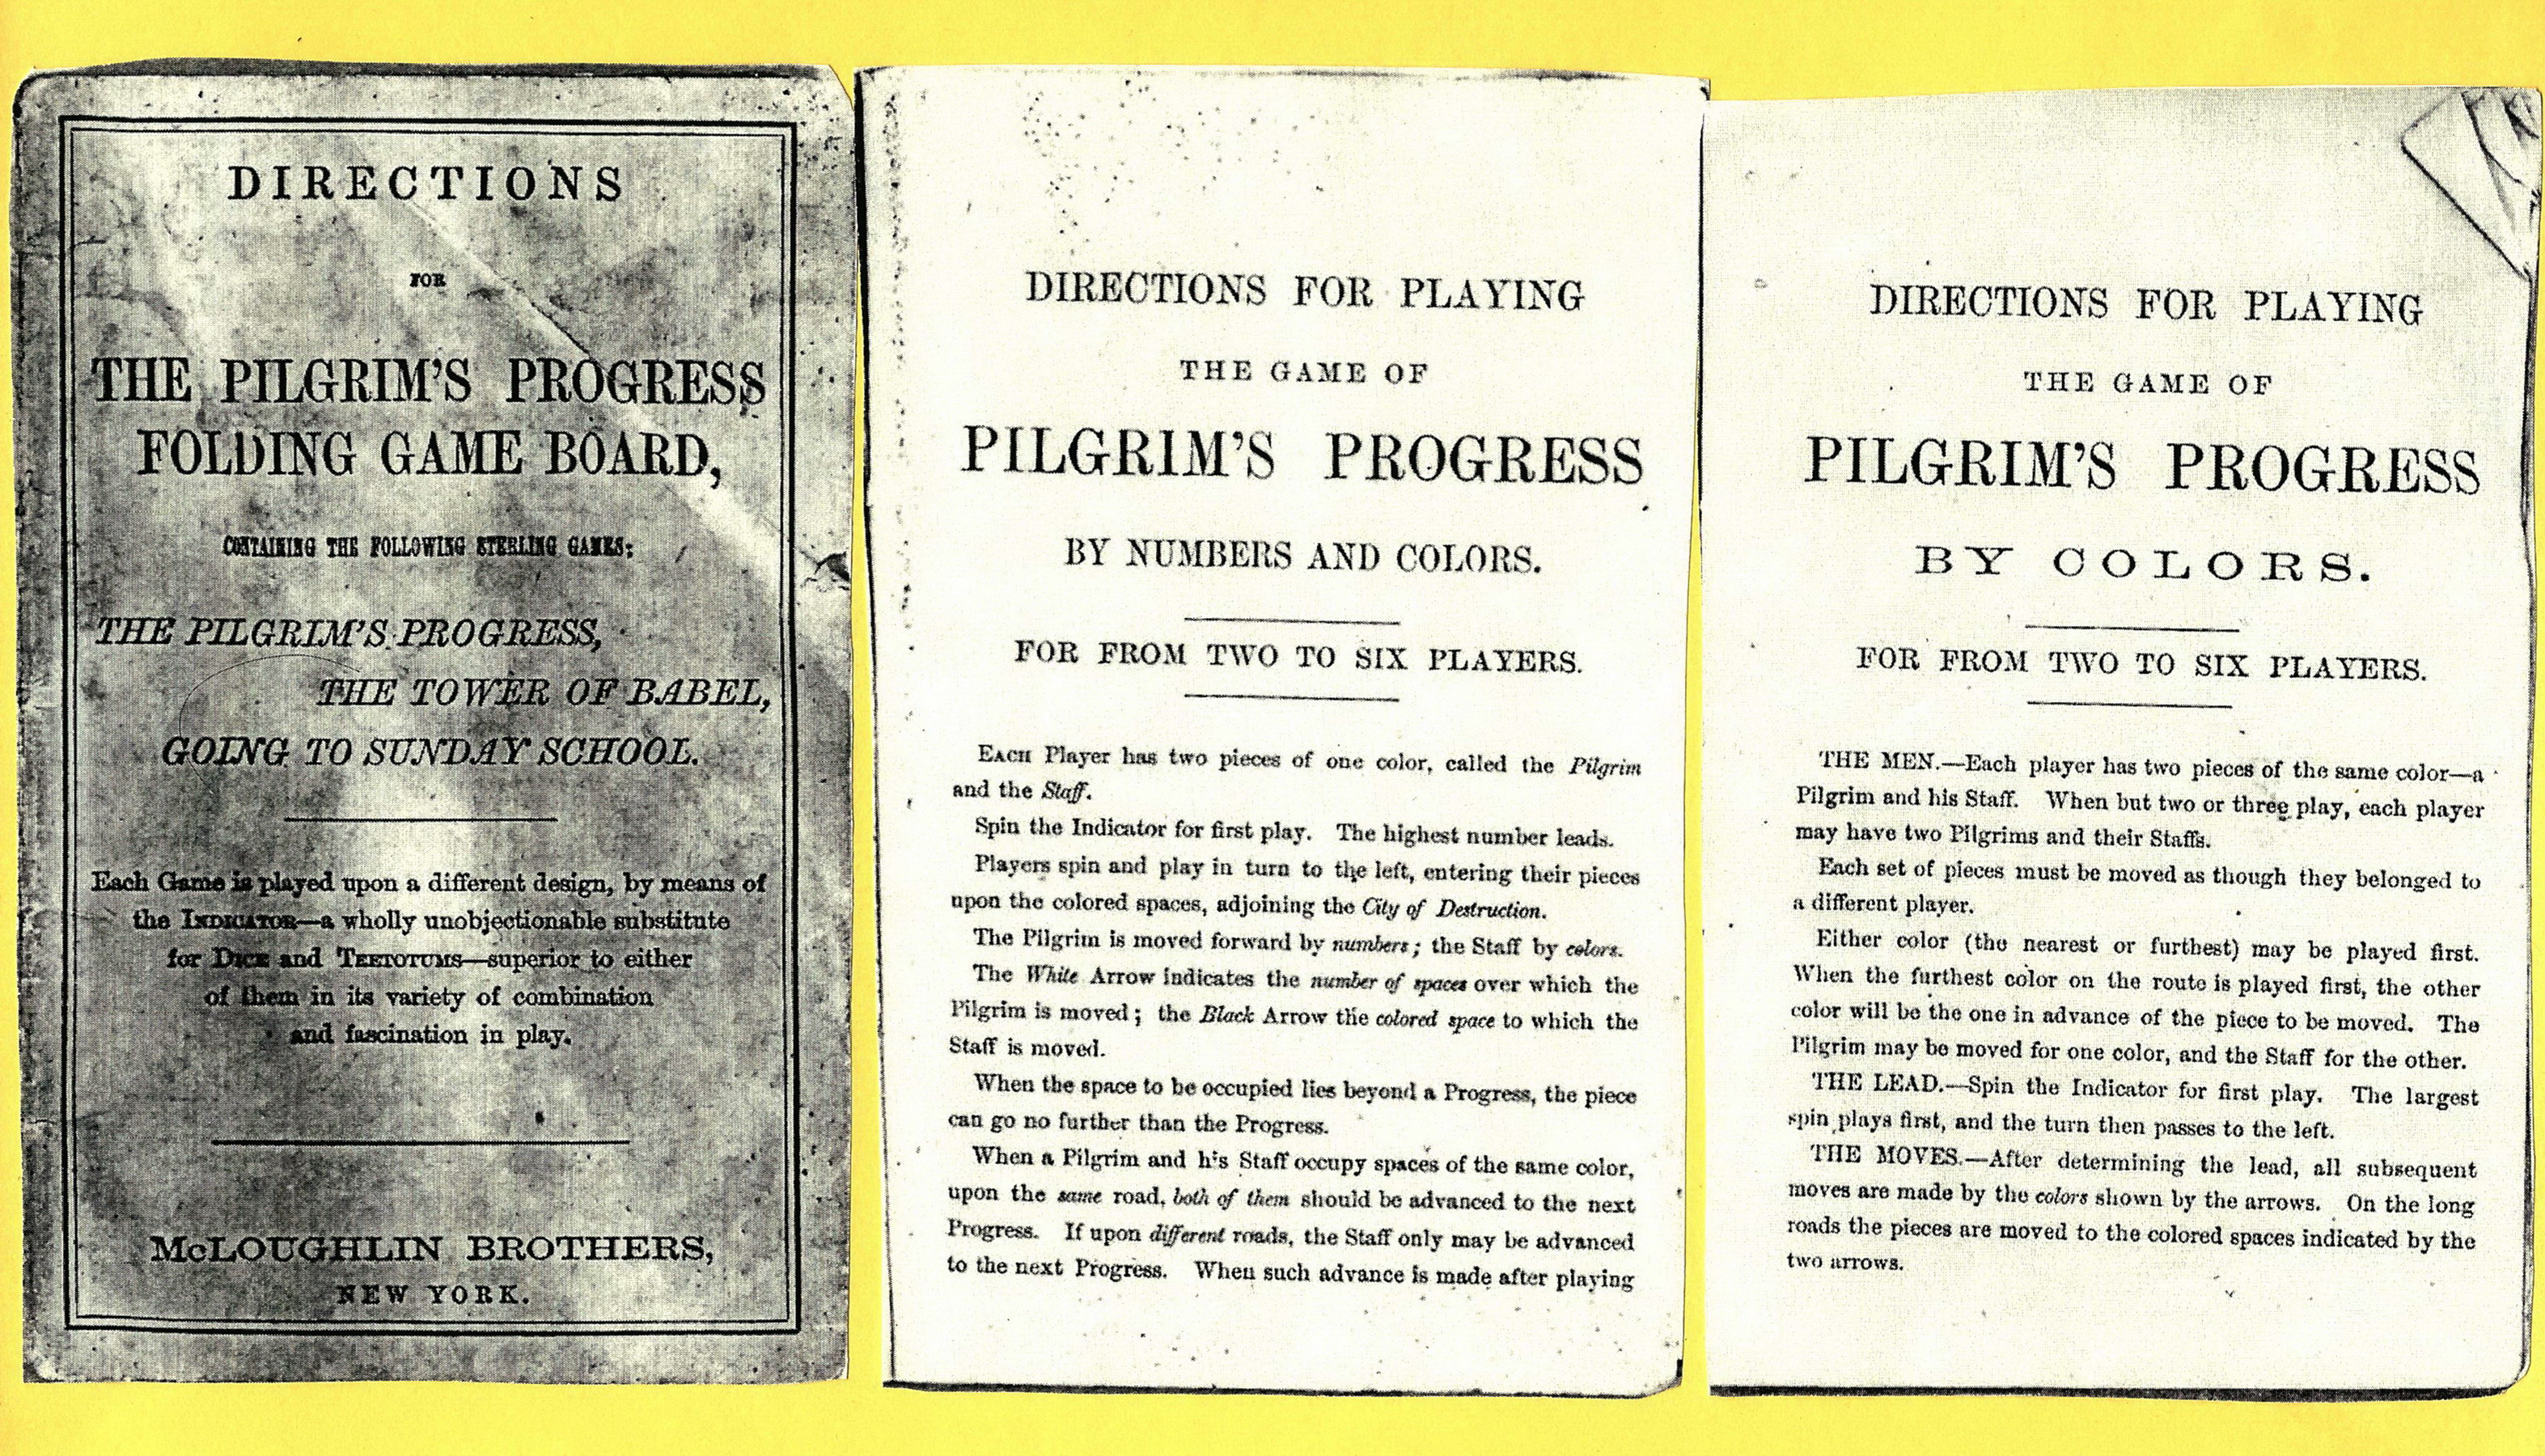 DIRECTIONS
FOR
THE PILGRIM'S PROGRESS
FOLDING GAME BOARD,
CONTAINING THE FOLLOWING STERLING GAMES:
THE PILGRIM'S PROGRESS,
THE TOWER OF BABEL,
GOING TO SUNDAY SCHOOL.
Each Game is played upon a different design, by means of
the INDICATOR—a wholly unobjectionable substitute
for DICE and TEETOTUMS—superior to either
of them in its variety of combination
and fascination in play.
McLOUGHLIN BROTHERS,
NEW YORK.
DIRECTIONS FOR PLAYING
THE GAME OF
PILGRIM'S PROGRESS
BY NUMBERS AND COLORS.
FOR FROM TWO TO SIX PLAYERS.
EACH Player has two pieces of one color, called the Pilgrim
and the Staff.
Spin the Indicator for first play. The highest number leads.
Players spin and play in turn to the left, entering their pieces
upon the colored spaces, adjoining the City of Destruction.
The Pilgrim is moved forward by numbers; the Staff by colors.
The White Arrow indicates the number of spaces over which the
Pilgrim is moved; the Black Arrow the colored space to which the
Staff is moved.
When the space to be occupied lies beyond a Progress, the piece
can go no further than the Progress.
When a Pilgrim and his Staff occupy spaces of the same color,
upon the same road, both of them should be advanced to the next
Progress. If upon different roads, the Staff only may be advanced
to the next Progress. When such advance is made after playing
DIRECTIONS FOR PLAYING
THE GAME OF
PILGRIM'S PROGRESS
BY COLORS.
FOR FROM TWO TO SIX PLAYERS.
THE MEN.—Each player has two pieces of the same color—a
Pilgrim and his Staff. When but two or three play, each player
may have two Pilgrims and their Staffs.
Each set of pieces must be moved as though they belonged to
a different player.
Either color (the nearest or furthest) may be played first.
When the furthest color on the route is played first, the other
color will be the one in advance of the piece to be moved. The
Pilgrim may be moved for one color, and the Staff for the other.
THE LEAD.—Spin the Indicator for first play. The largest
spin plays first, and the turn then passes to the left.
THE MOVES.—After determining the lead, all subsequent
moves are made by the colors shown by the arrows. On the long
roads the pieces are moved to the colored spaces indicated by the
two arrows.